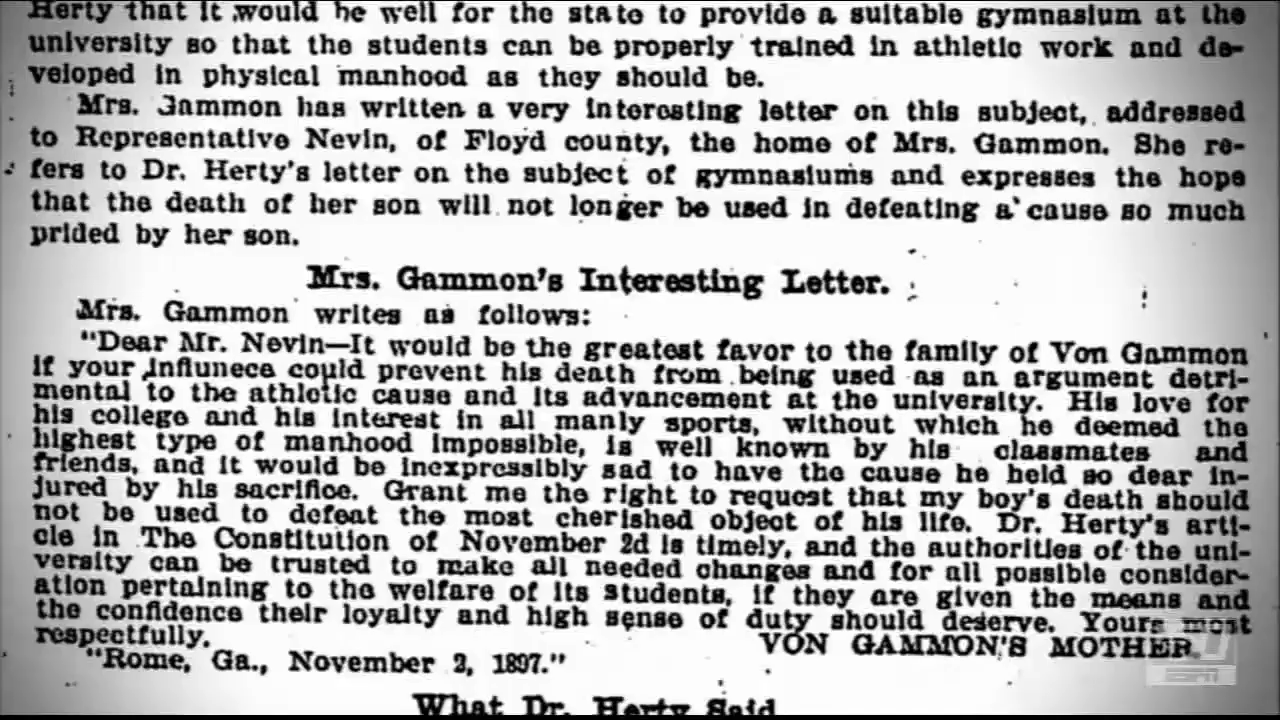 Herty that it would be well for the state to provide a suitable gymnasium at the
university so that the students can be properly trained in athletic work and de-
veloped in physical manhood as they should be.
Mrs. Gammon has written a very interesting letter on this subject, addressed
to Representative Nevin, of Floyd county, the home of Mrs. Gammon. She re-
fers to Dr. Herty's letter on the subject of gymnasiums and expresses the hope
that the death of her son will not longer be used in defeating a cause so much
prided by her son.
Mrs. Gammon's Interesting Letter.
Mrs. Gammon writes as follows:
"Dear Mr. Nevin—It would be the greatest favor to the family of Von Gammon
if your influnece could prevent his death from being used as an argument detri-
mental to the athletic cause and its advancement at the university. His love for
his college and his interest in all manly sports, without which he deemed the
highest type of manhood impossible, is well known by his classmates and
friends, and it would be inexpressibly sad to have the cause he held so dear in-
jured by his sacrifice. Grant me the right to request that my boy's death should
not be used to defeat the most cherished object of his life. Dr. Herty's arti-
cle in The Constitution of November 2d is timely, and the authorities of the uni-
versity can be trusted to make all needed changes and for all possible consider-
ation pertaining to the welfare of its students, if they are given the means and
the confidence their loyalty and high sense of duty should deserve. Yours most
respectfully.
VON GAMMON'S MOTHER.
"Rome, Ga., November 3, 1897."
What Dr. Herty Said.
U
ESPN